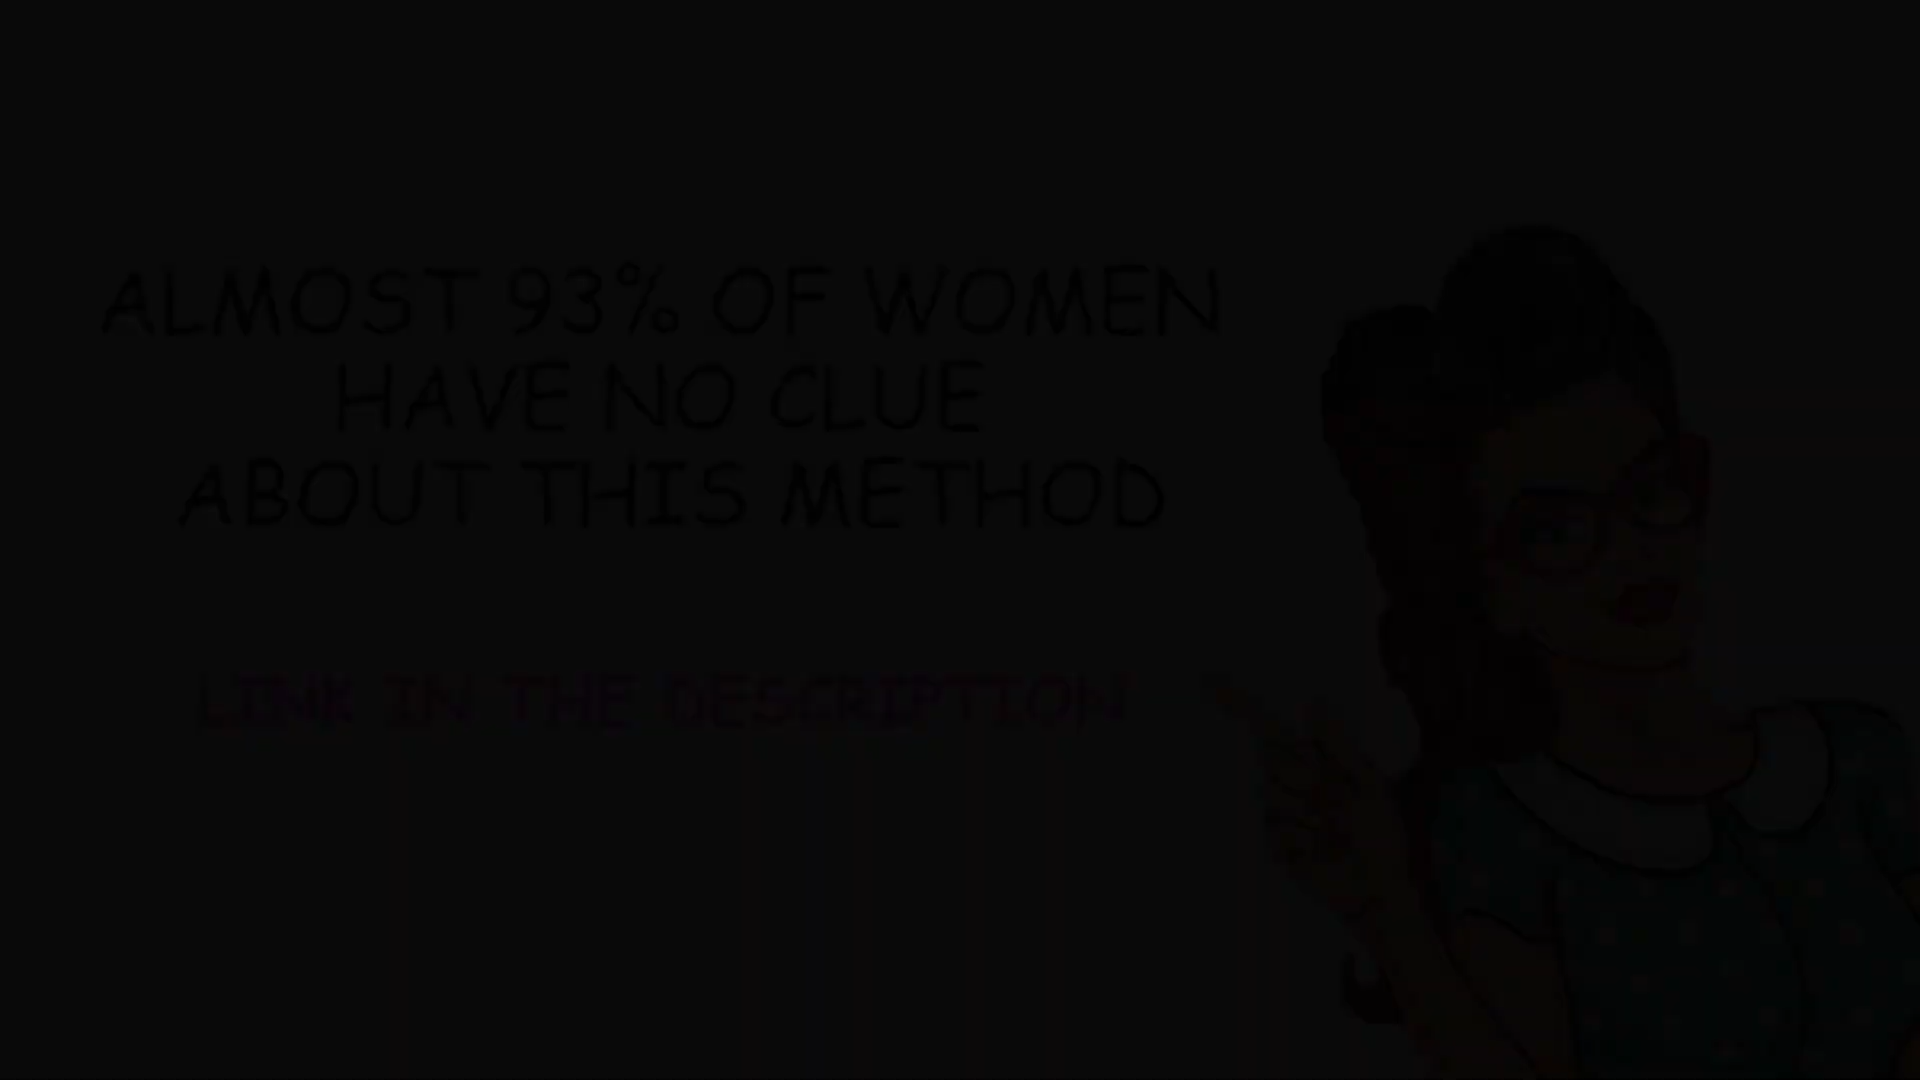 ALMOST 93% OF WOMEN
HAVE NO CLUE
ABOUT THIS METHOD
LINK IN THE DESCRIPTION